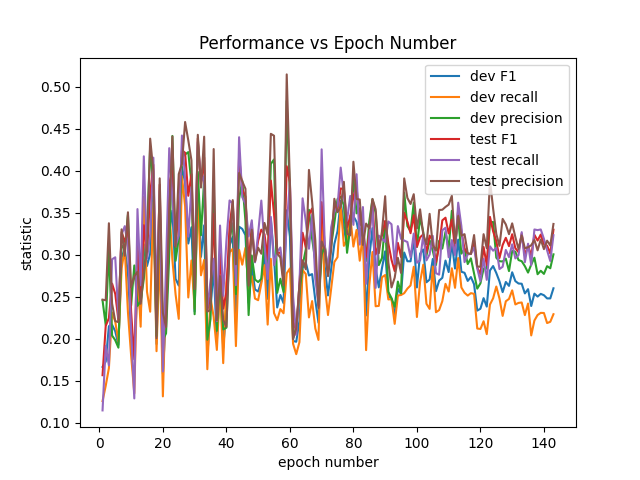 Performance vs Epoch Number
dev F1
dev recall
dev precision
test F1
test recall
test precision
statistic
0.50
0.45
0.40
0.35
0.30
0.25
0.20
0.15
0.10
0 20 40 60 80 100 120 140
epoch number